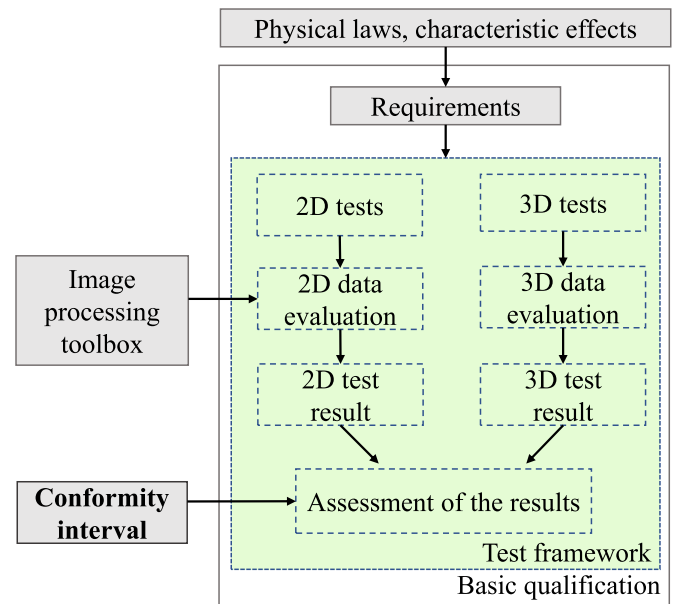 Physical laws, characteristic effects
Requirements
2D tests
3D tests
Image
processing
toolbox
2D data
evaluation
3D data
evaluation
2D test
result
3D test
result
Conformity
interval
Assessment of the results
Test framework
Basic qualification